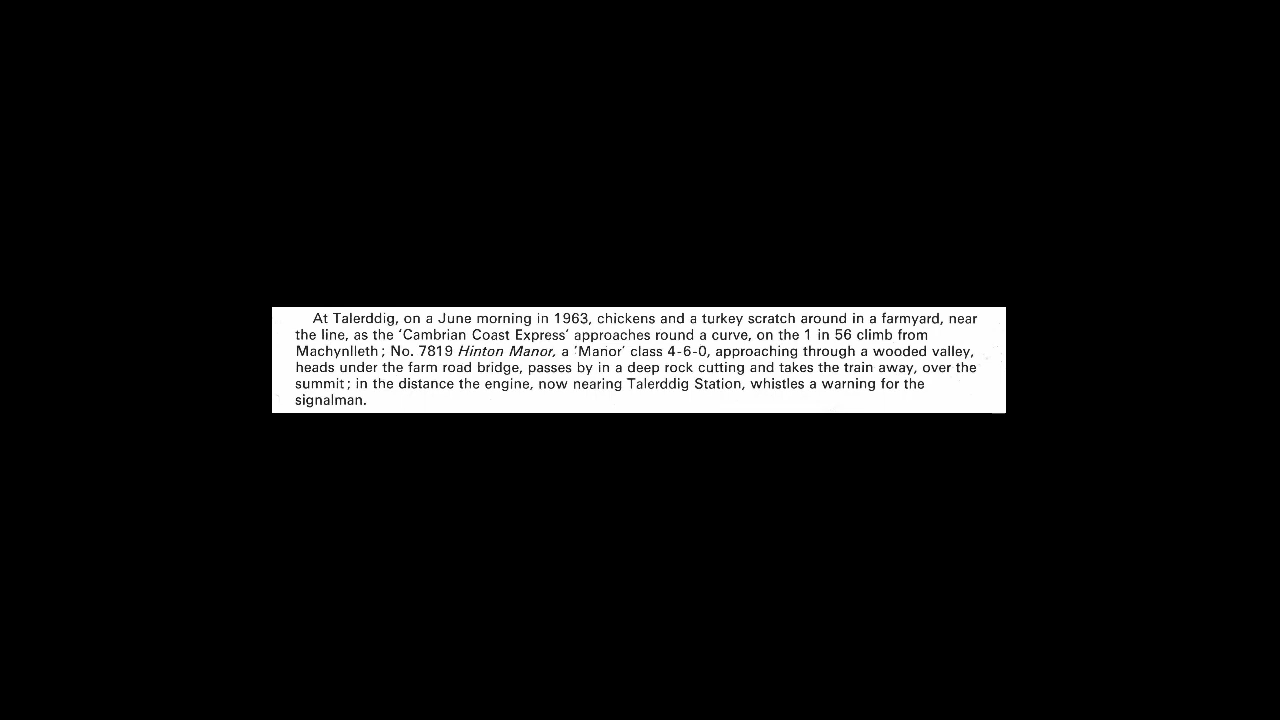 At Talerddig, on a June morning in 1963, chickens and a turkey scratch around in a farmyard, near
the line, as the 'Cambrian Coast Express' approaches round a curve, on the 1 in 56 climb from
Machynlleth; No. 7819 Hinton Manor, a 'Manor' class 4-6-0, approaching through a wooded valley,
heads under the farm road bridge, passes by in a deep rock cutting and takes the train away, over the
summit; in the distance the engine, now nearing Talerddig Station, whistles a warning for the
signalman.